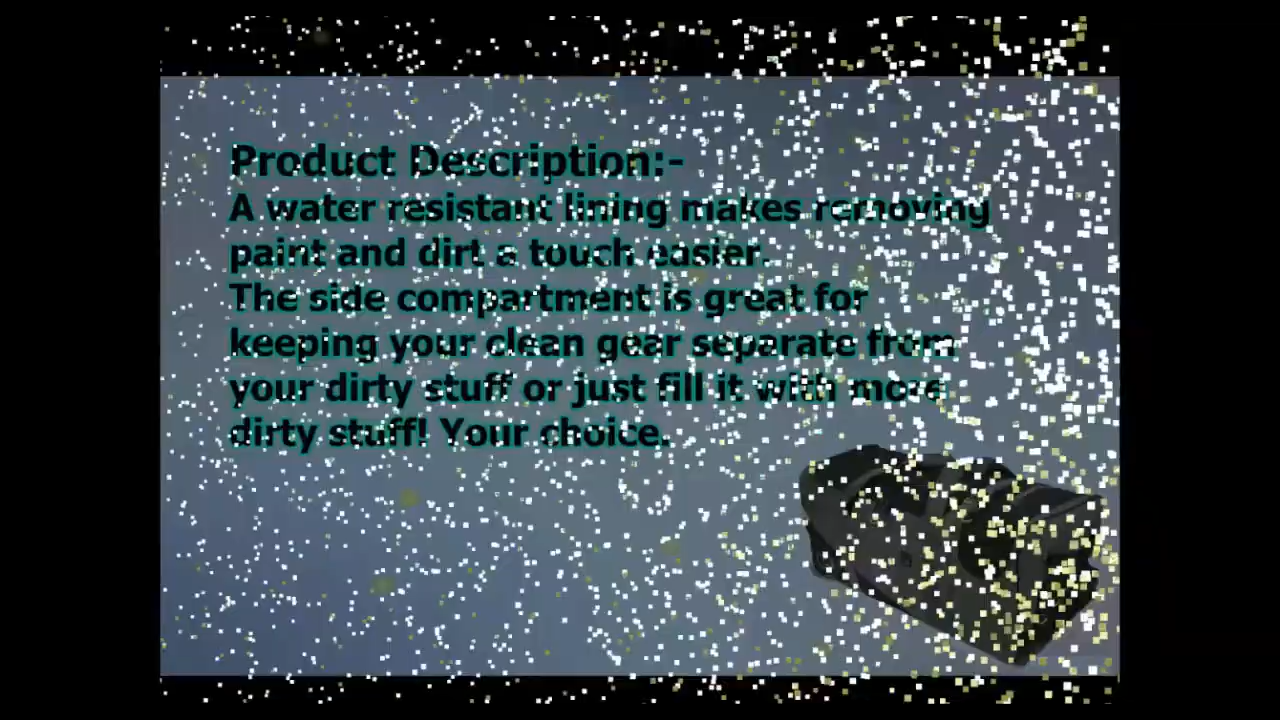 Product Description:-
A water resistant lining makes removing
paint and dirt a touch easier.
The side compartment is great for
keeping your clean gear separate from
your dirty stuff or just fill it with more
dirty stuff! Your choice.